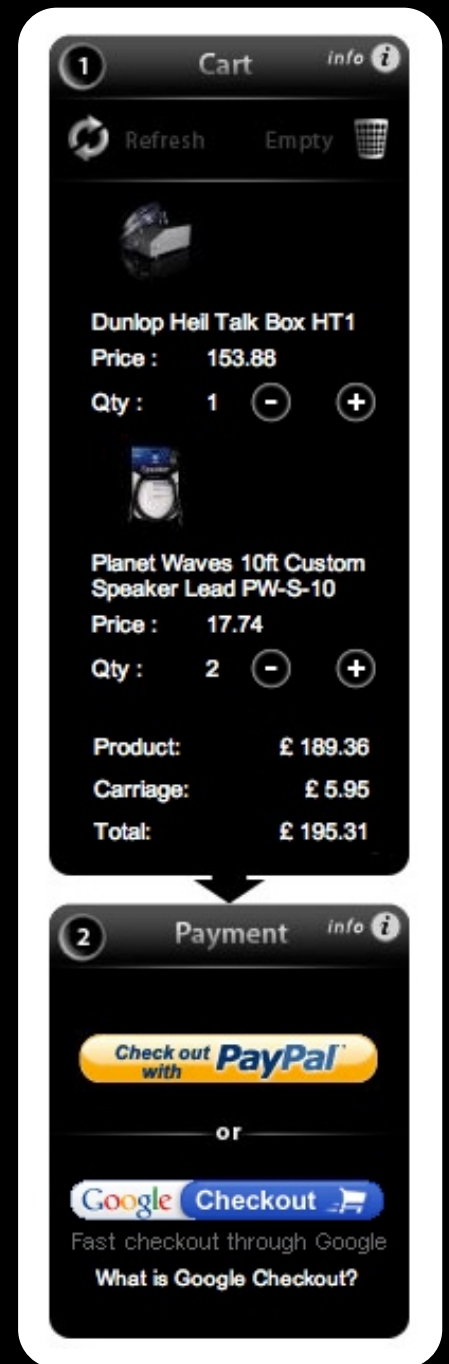 1 Cart info i
Refresh Empty
Dunlop Heil Talk Box HT1
Price : 153.88
Qty : 1 - +
Speaker
Planet Waves 10ft Custom
Speaker Lead PW-S-10
Price : 17.74
Qty : 2 - +
Product: £ 189.36
Carriage: £ 5.95
Total: £ 195.31
2 Payment info i
Check out with PayPal
or
Google Checkout
Fast checkout through Google
What is Google Checkout?